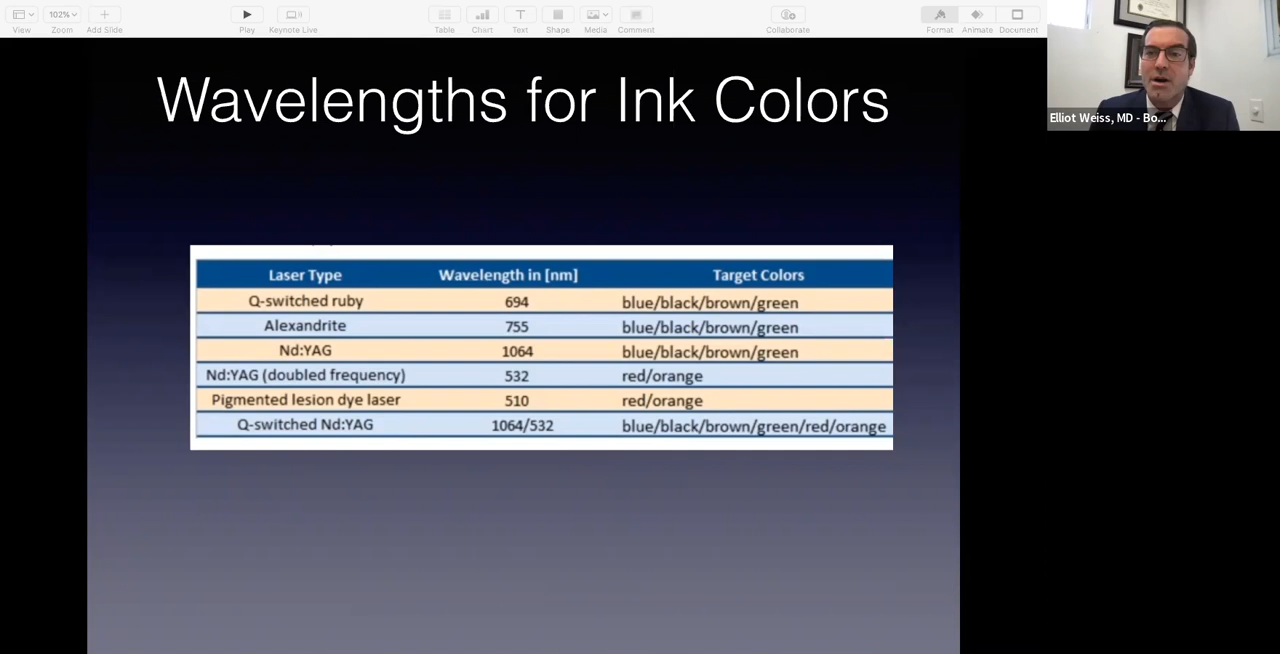 102%
View
Zoom
Add Slide
Play
Keynote Live
Table
Chart
Text
Shape
Media
Comment
Collaborate
Format
Animate
Document
Elliot Weiss, MD - Bo...
Wavelengths for Ink Colors
Laser Type Wavelength in [nm] Target Colors
Q-switched ruby 694 blue/black/brown/green
Alexandrite 755 blue/black/brown/green
Nd:YAG 1064 blue/black/brown/green
Nd:YAG (doubled frequency) 532 red/orange
Pigmented lesion dye laser 510 red/orange
Q-switched Nd:YAG 1064/532 blue/black/brown/green/red/orange